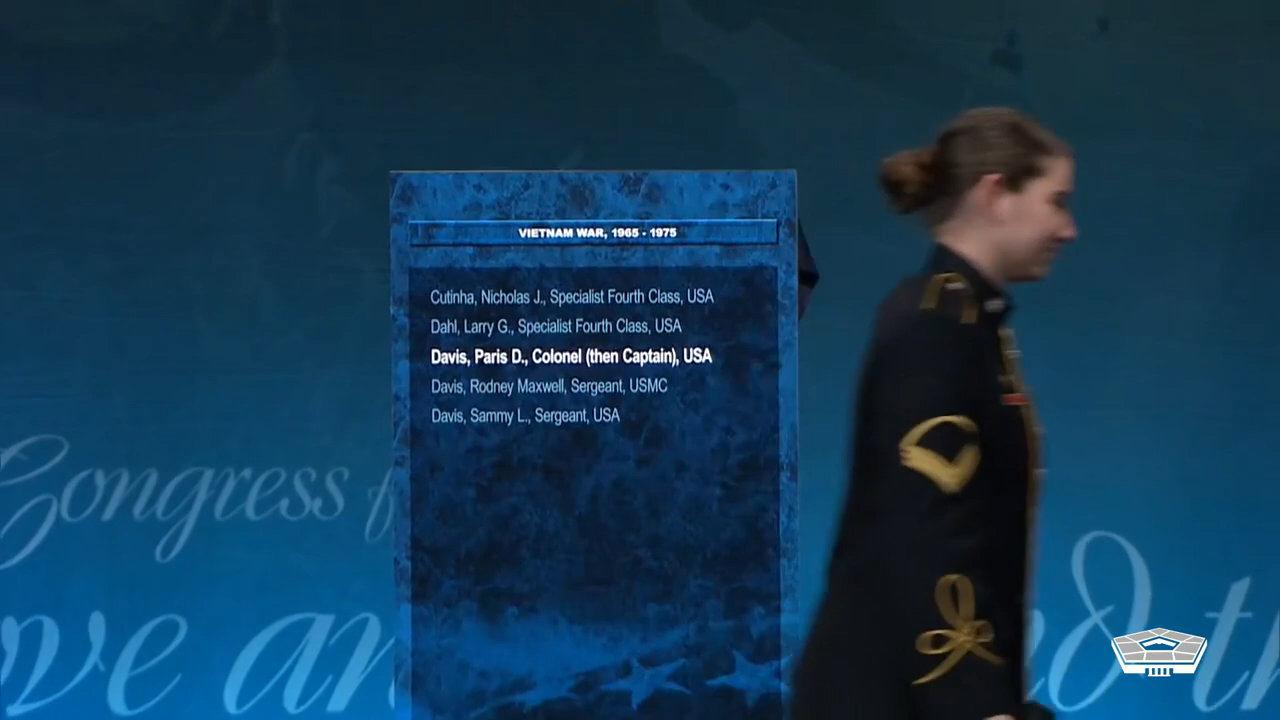 VIETNAM WAR, 1965 - 1975
Cutinha, Nicholas J., Specialist Fourth Class, USA
Dahl, Larry G., Specialist Fourth Class, USA
Davis, Paris D., Colonel (then Captain), USA
Davis, Rodney Maxwell, Sergeant, USMC
Davis, Sammy L., Sergeant, USA
Congress